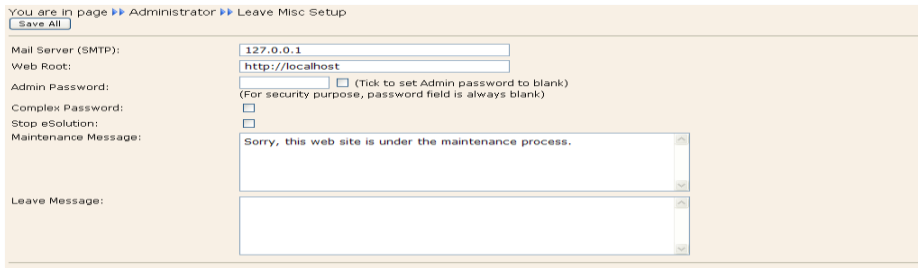 You are in page Administrator Leave Misc Setup
Save All
Mail Server (SMTP): 127.0.0.1
Web Root: http://localhost
Admin Password: (Tick to set Admin password to blank)
(For security purpose, password field is always blank)
Complex Password:
Stop eSolution:
Maintenance Message: Sorry, this web site is under the maintenance process.
Leave Message: